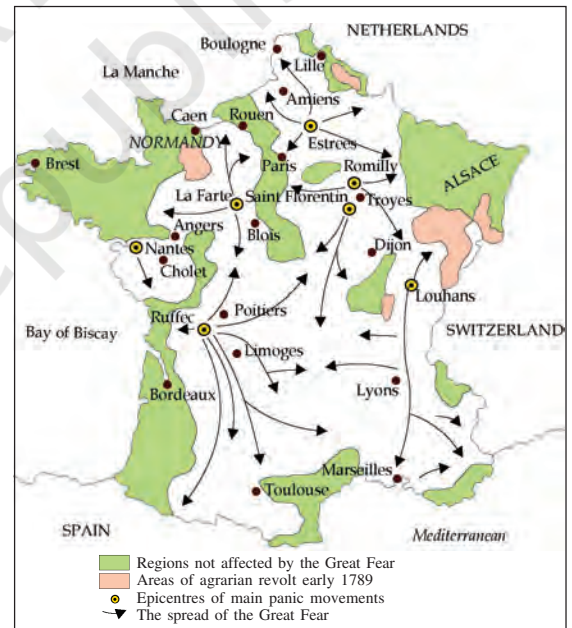 NETHERLANDS
Boulogne
Lille
La Manche
Amiens
Caen
Rouen
NORMANDY
Estrees
Brest
Paris
Romilly
ALSACE
La Farte
Saint Florentin
Troyes
Angers
Blois
Dijon
Nantes
Cholet
Louhans
Ruffec
Poitiers
Bay of Biscay
SWITZERLAND
Limoges
Lyons
Bordeaux
Marseilles
Toulouse
SPAIN
Mediterranean
Regions not affected by the Great Fear
Areas of agrarian revolt early 1789
Epicentres of main panic movements
The spread of the Great Fear